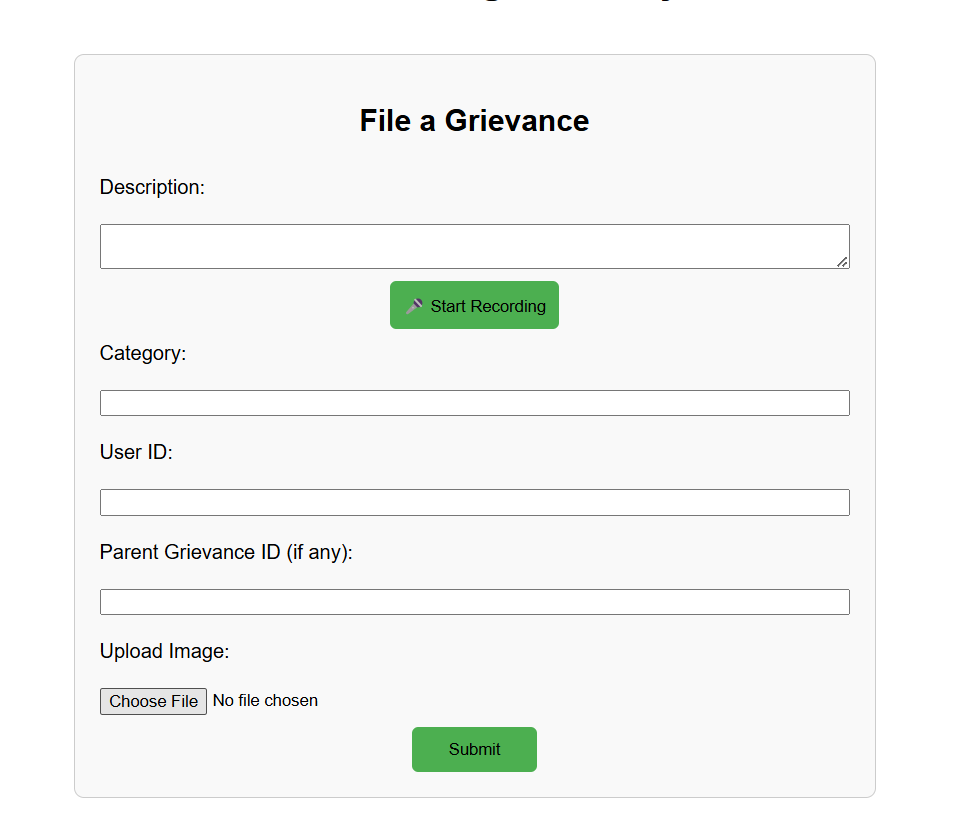 File a Grievance
Description:
🎤 Start Recording
Category:
User ID:
Parent Grievance ID (if any):
Upload Image:
Choose File No file chosen
Submit